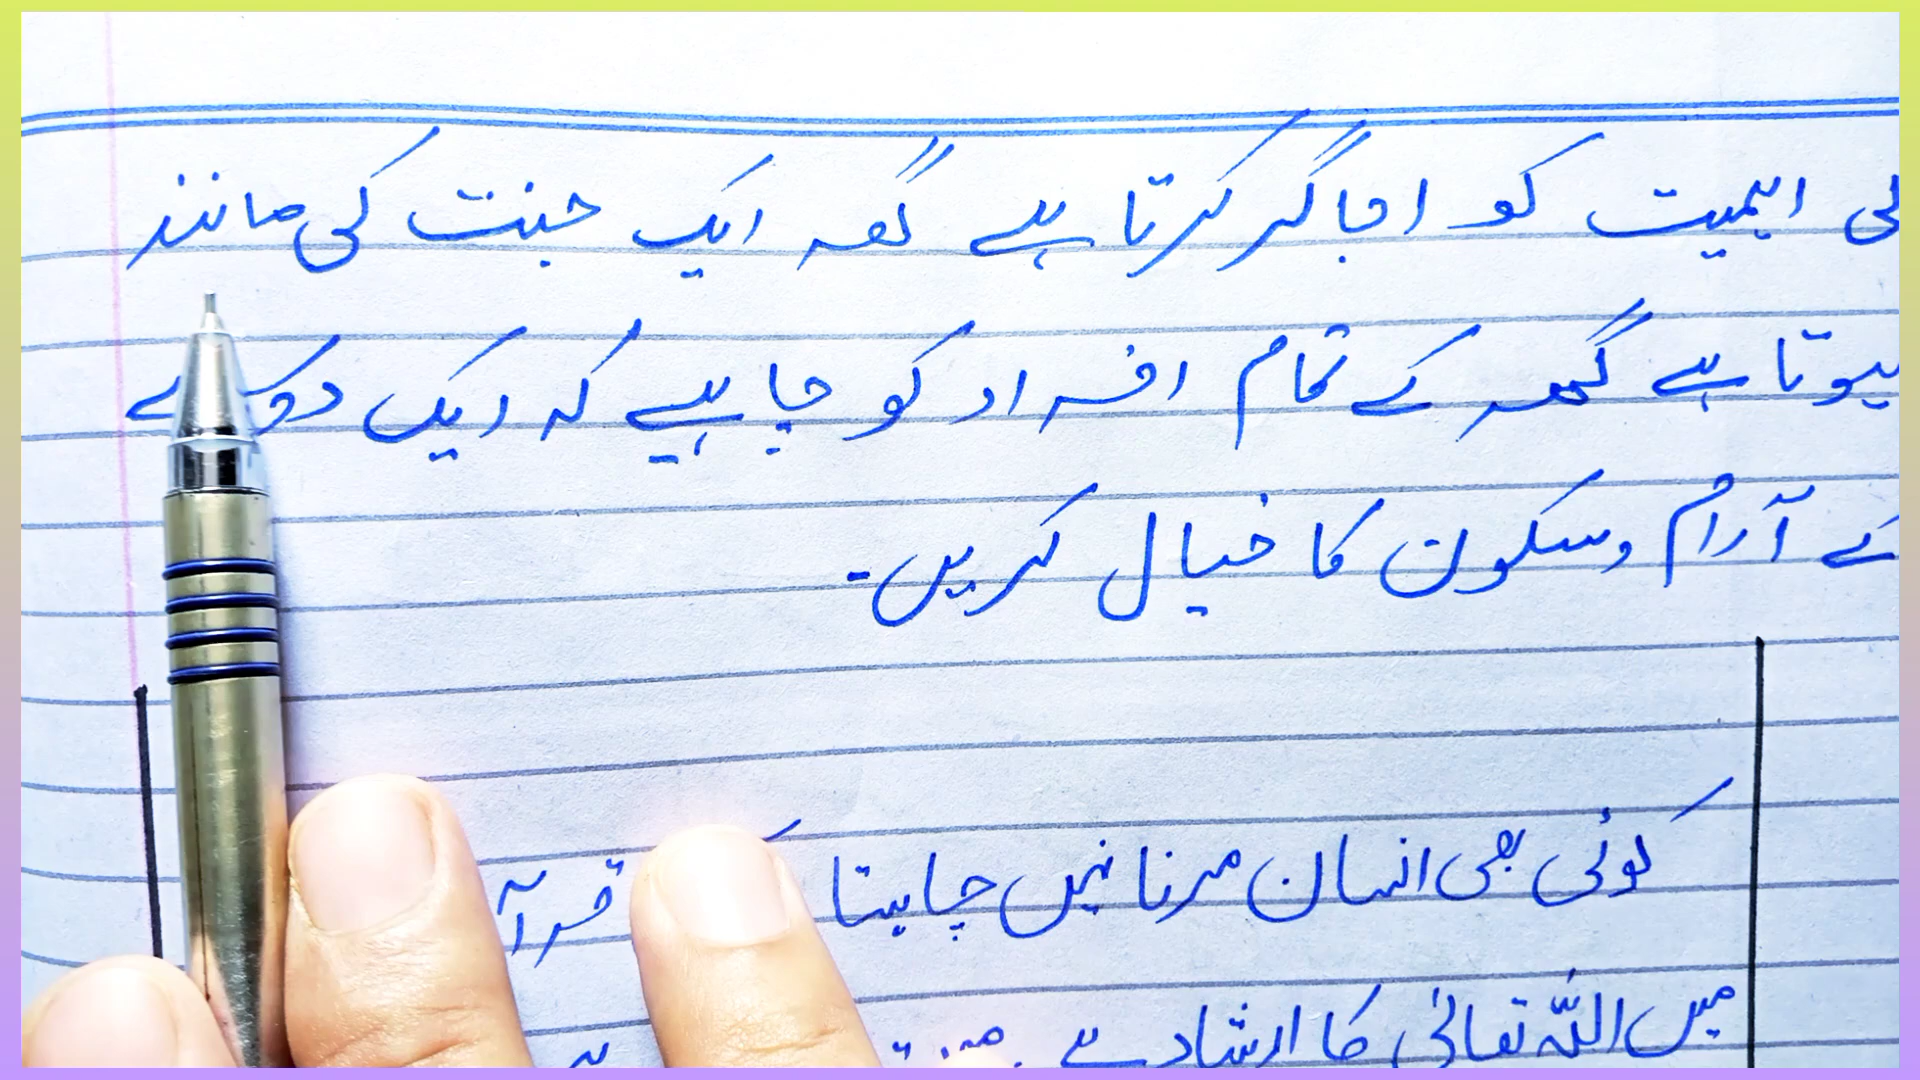 کی اہمیت کو اجاگر کرتا ہے گھر ایک جنت کی مانند
ہوتا ہے گھر کے تمام افراد کو چاہیے کہ ایک دوسرے
کے آرام و سکون کا خیال کریں۔
کوئی بھی انسان مرنا نہیں چاہتا قرآ
میں اللہ تعالیٰ کا ارشاد ہے